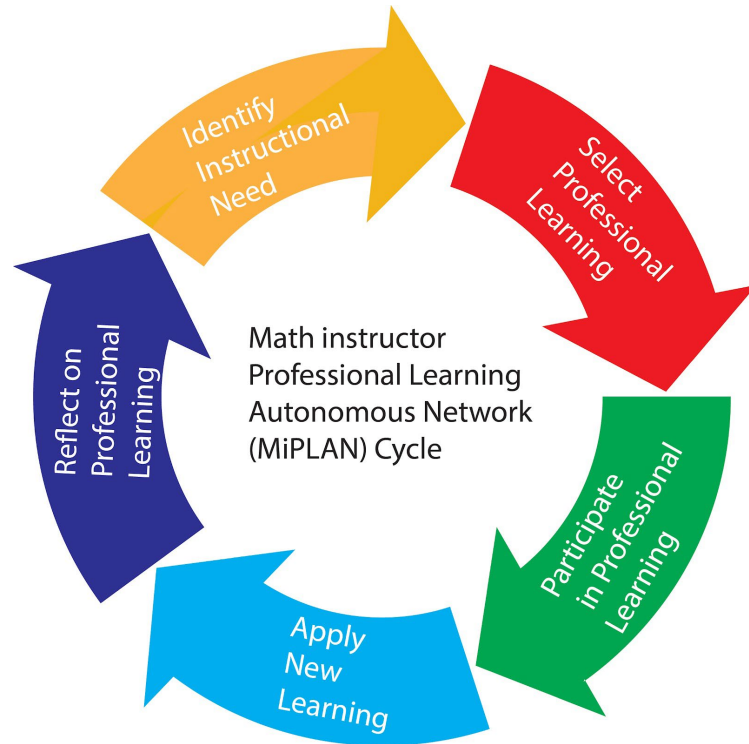 Identify
Instructional
Need
Select
Professional
Learning
Participate
in Professional
Learning
Apply
New
Learning
Reflect on
Professional
Learning
Math instructor
Professional Learning
Autonomous Network
(MiPLAN) Cycle